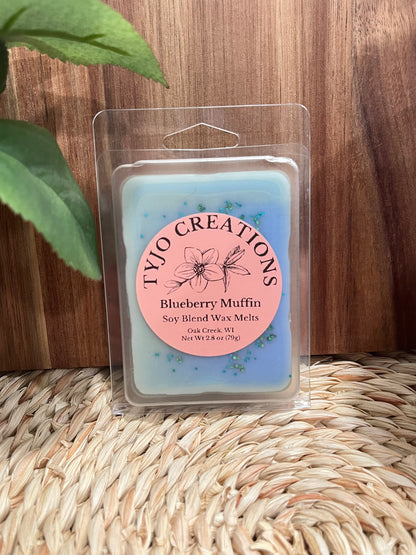 TYJO CREATIONS
Blueberry Muffin
Soy Blend Wax Melts
Oak Creek, WI
Net Wt 2.8 oz (79g)